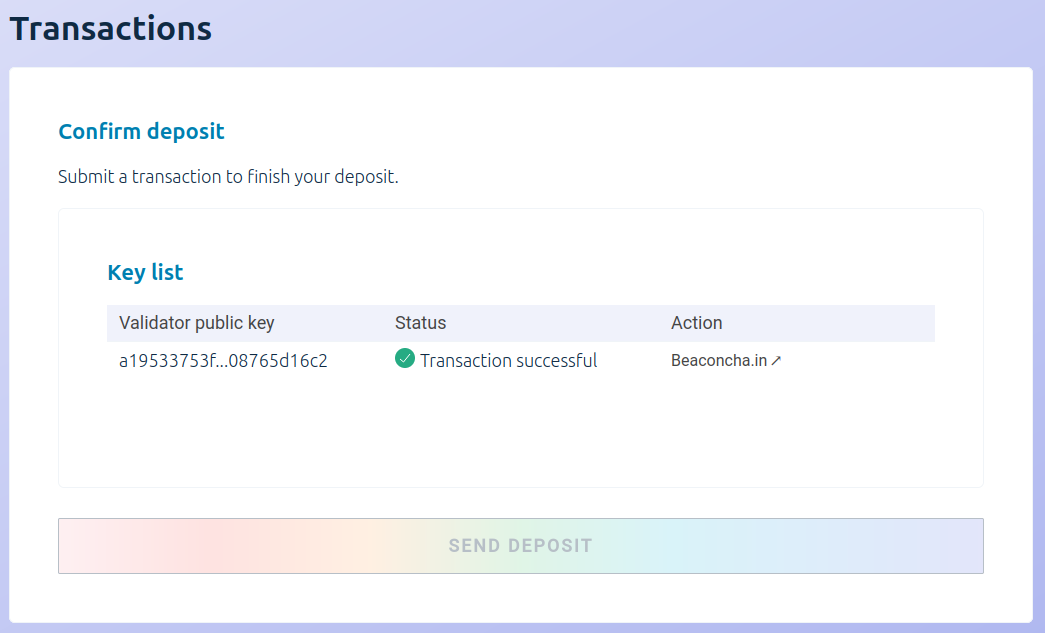 Transactions
Confirm deposit
Submit a transaction to finish your deposit.
Key list
Validator public key Status Action
a19533753f...08765d16c2 Transaction successful Beaconcha.in ↗
SEND DEPOSIT